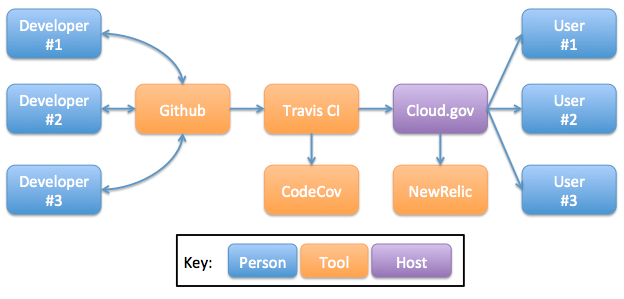 Developer
#1
User
#1
Developer
#2
Github
Travis CI
Cloud.gov
User
#2
Developer
#3
CodeCov
NewRelic
User
#3
Key:
Person
Tool
Host